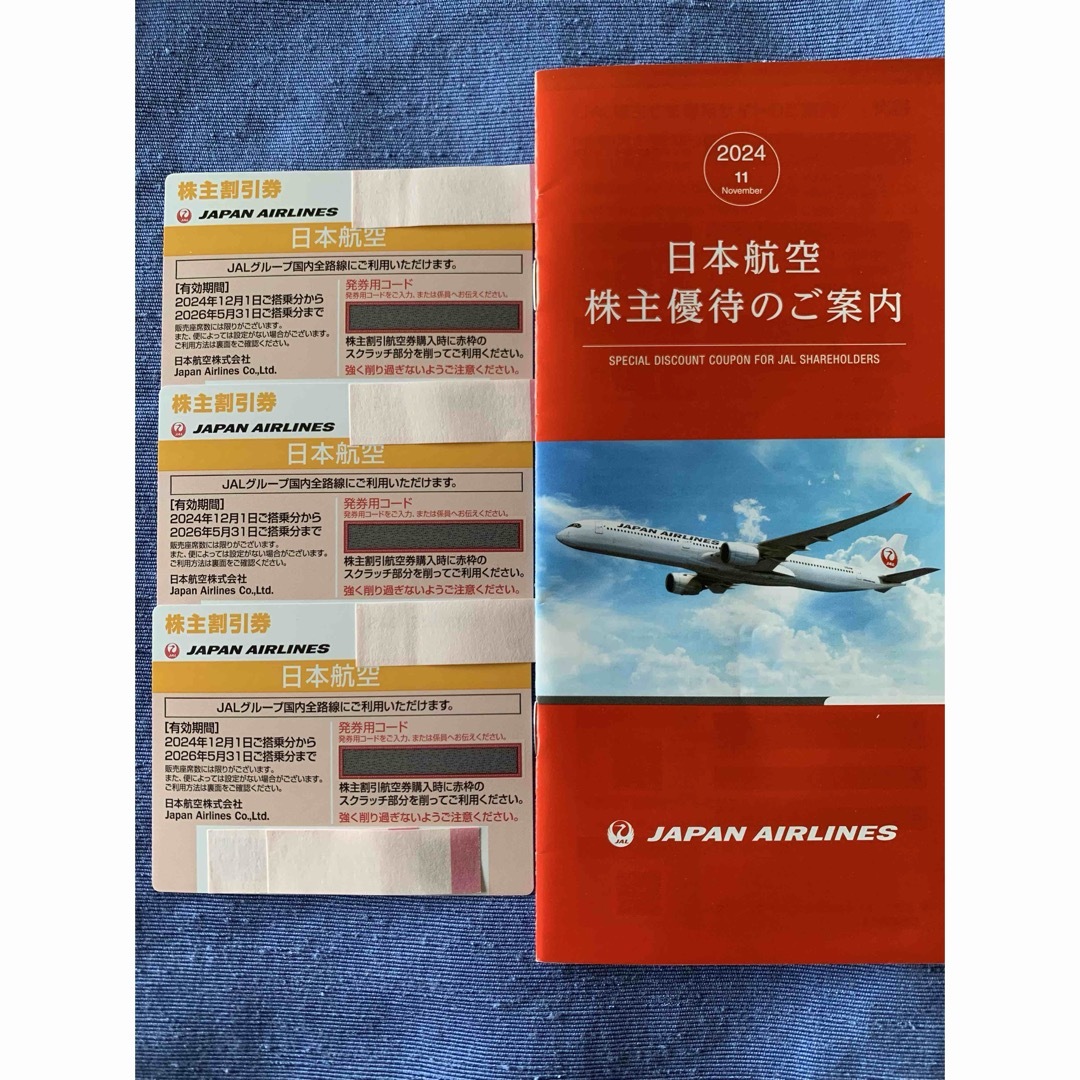 株主割引券
JAPAN AIRLINES
日本航空
JALグループ国内全路線にご利用いただけます。
[有効期間]
2024年12月1日ご搭乗分から
2026年5月31日ご搭乗分まで
販売座席数には限りがございます。
また、便によっては設定がない場合がございます。
ご利用方法は裏面をご確認ください。
日本航空株式会社
Japan Airlines Co.,Ltd.
発券用コード
発券用コードをご入力、または係員へお伝えください。
株主割引航空券購入時に赤枠の
スクラッチ部分を削ってご利用ください。
強く削り過ぎないようご注意ください。
株主割引券
JAL
JAPAN AIRLINES
日本航空
JALグループ国内全路線にご利用いただけます。
[有効期間]
2024年12月1日ご搭乗分から
2026年5月31日ご搭乗分まで
販売座席数には限りがございます。
また、便によっては設定がない場合がございます。
ご利用方法は裏面をご確認ください。
日本航空株式会社
Japan Airlines Co.,Ltd.
発券用コード
発券用コードをご入力、または係員へお伝えください。
株主割引航空券購入時に赤枠の
スクラッチ部分を削ってご利用ください。
強く削り過ぎないようご注意ください。
株主割引券
JAPAN AIRLINES
日本航空
JALグループ国内全路線にご利用いただけます。
[有効期間]
2024年12月1日ご搭乗分から
2026年5月31日ご搭乗分まで
販売座席数には限りがございます。
また、便によっては設定がない場合がございます。
ご利用方法は裏面をご確認ください。
日本航空株式会社
Japan Airlines Co.,Ltd.
発券用コード
発券用コードをご入力、または係員へお伝えください。
株主割引航空券購入時に赤枠の
スクラッチ部分を削ってご利用ください。
強く削り過ぎないようご注意ください。
2024
11
November
日本航空
株主優待のご案内
SPECIAL DISCOUNT COUPON FOR JAL SHAREHOLDERS
JAPAN AIRLINES
JAL
JAL
JAPAN AIRLINES